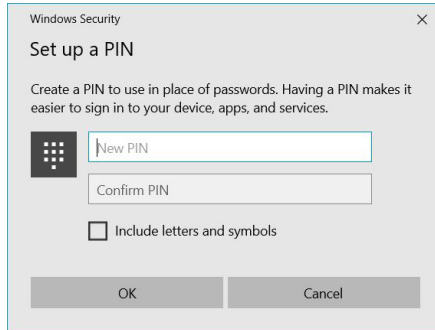 Windows Security
Set up a PIN
Create a PIN to use in place of passwords. Having a PIN makes it
easier to sign in to your device, apps, and services.
New PIN
Confirm PIN
Include letters and symbols
OK Cancel